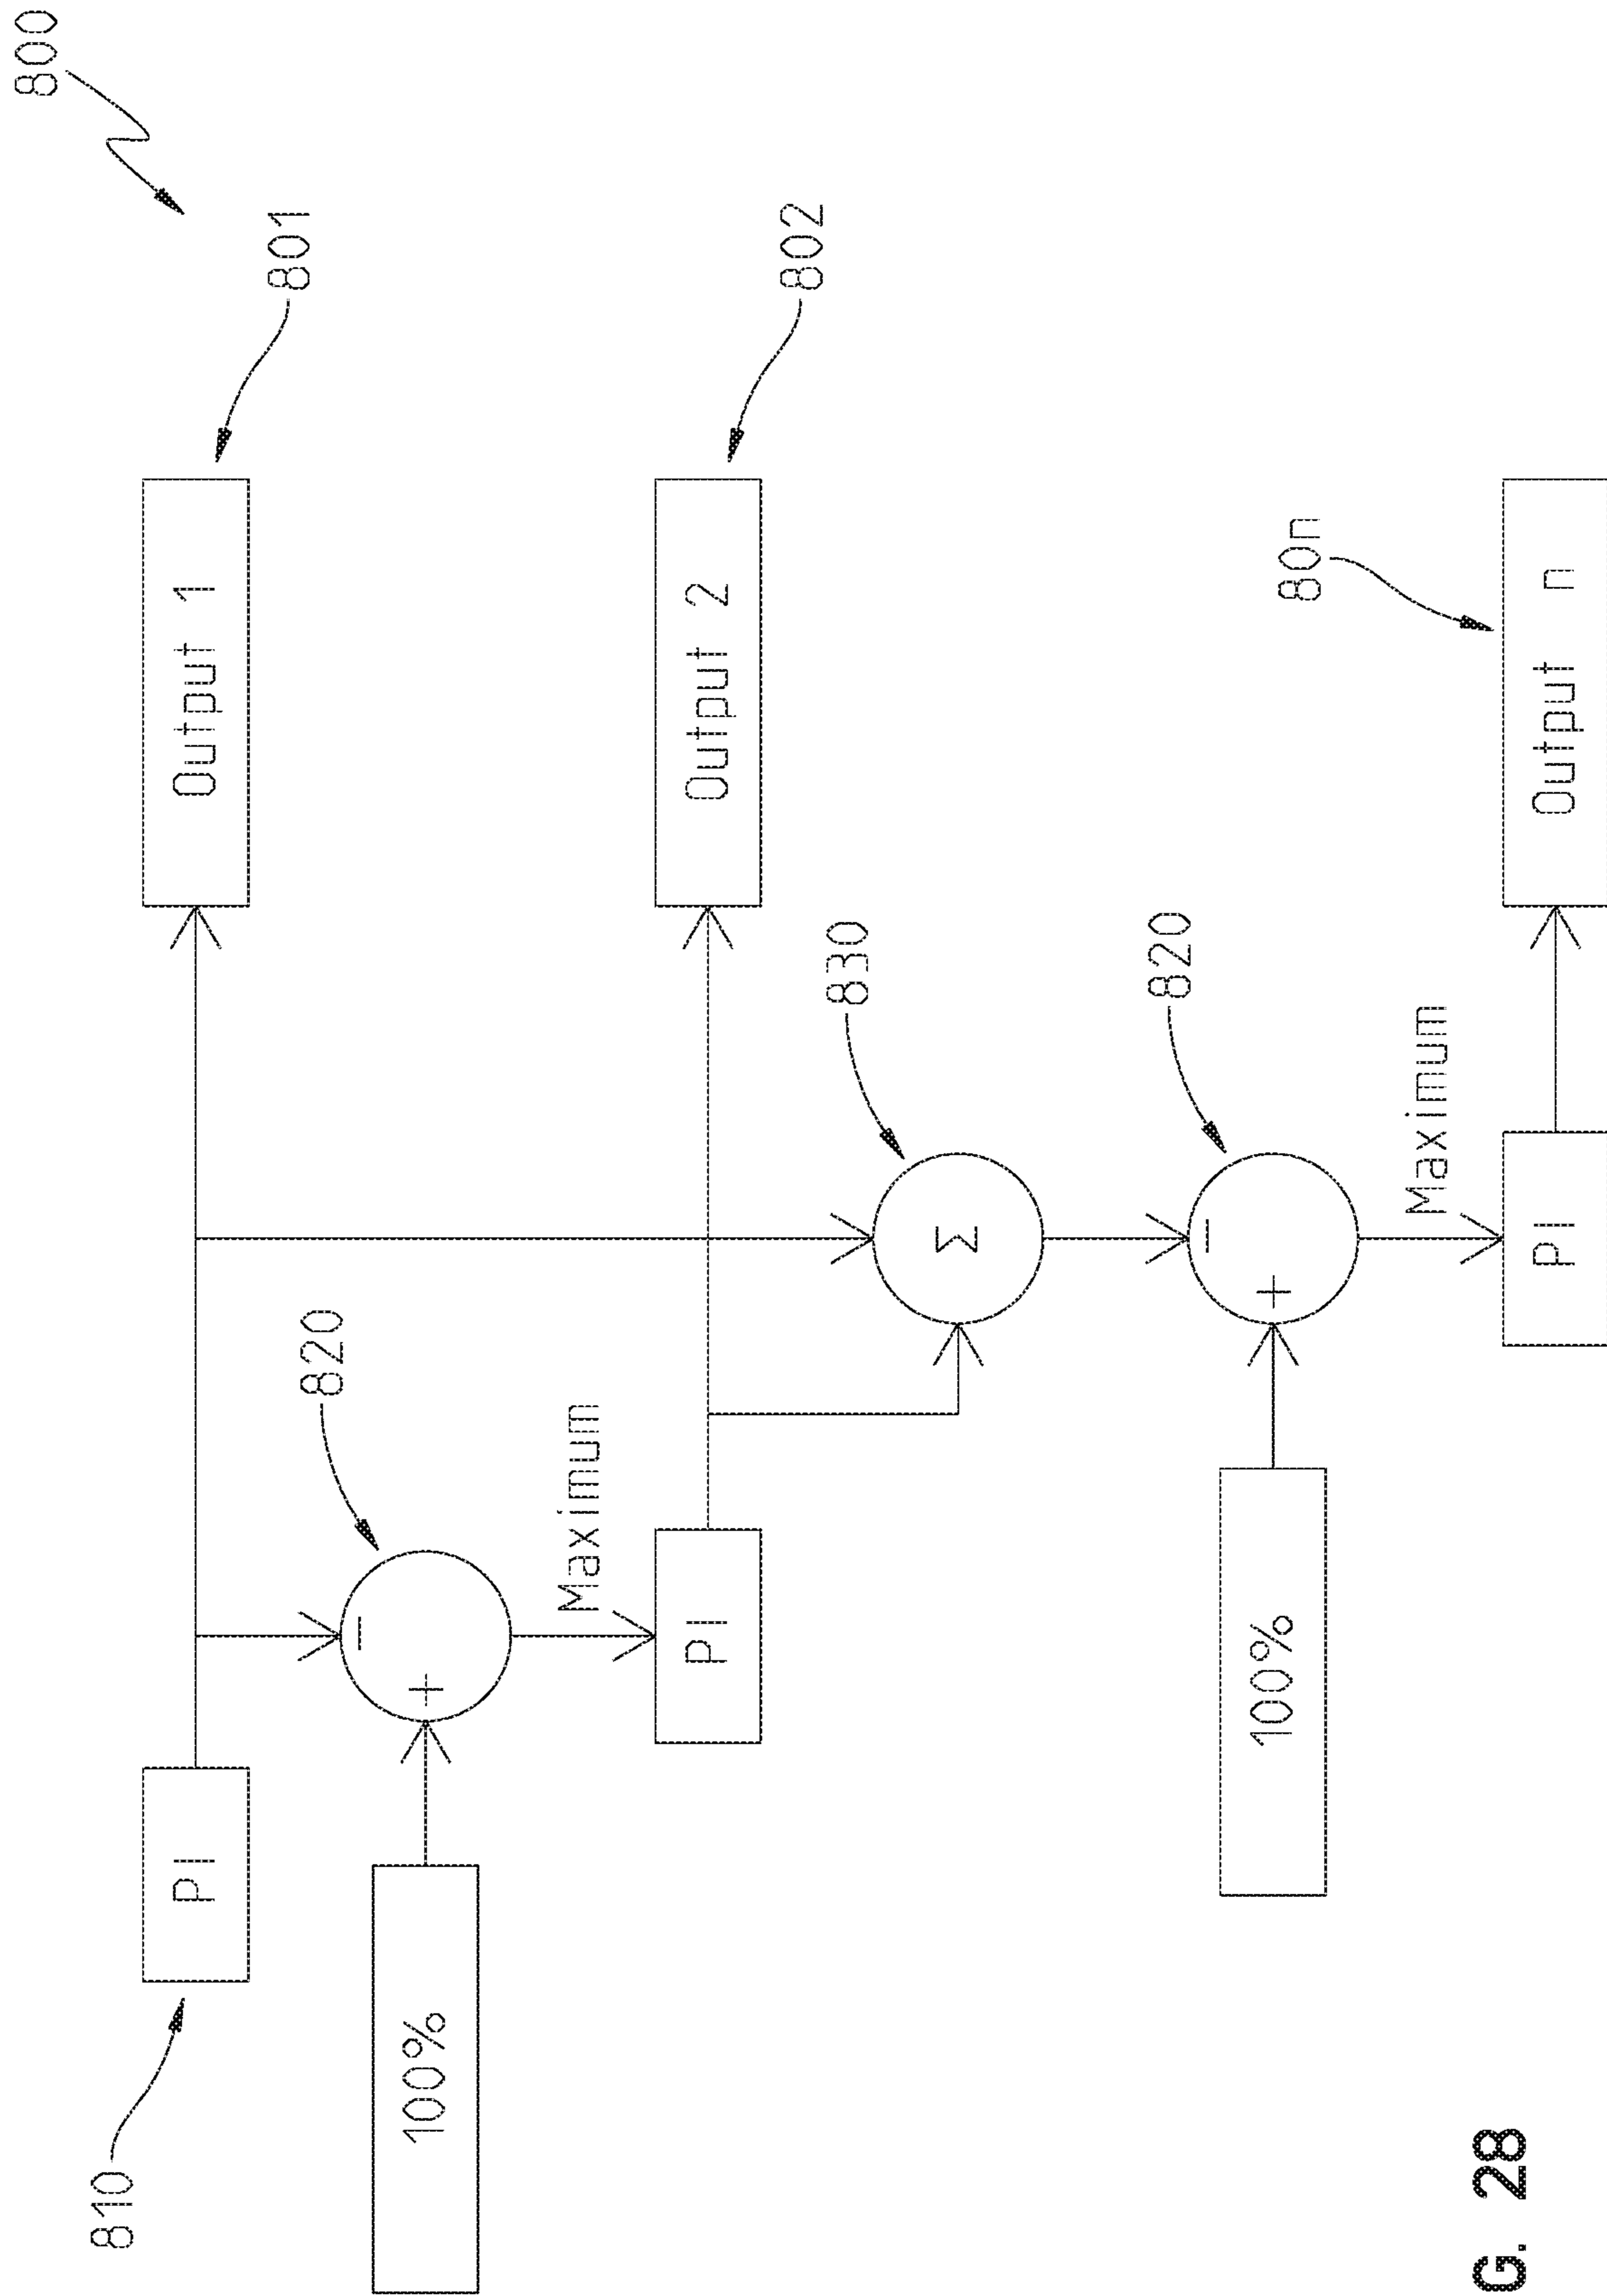 800
810
PI
Output 1
801
820
100%
-
+
Maximum
PI
Output 2
802
830
Σ
820
100%
-
+
Maximum
PI
Output n
80n
G. 28